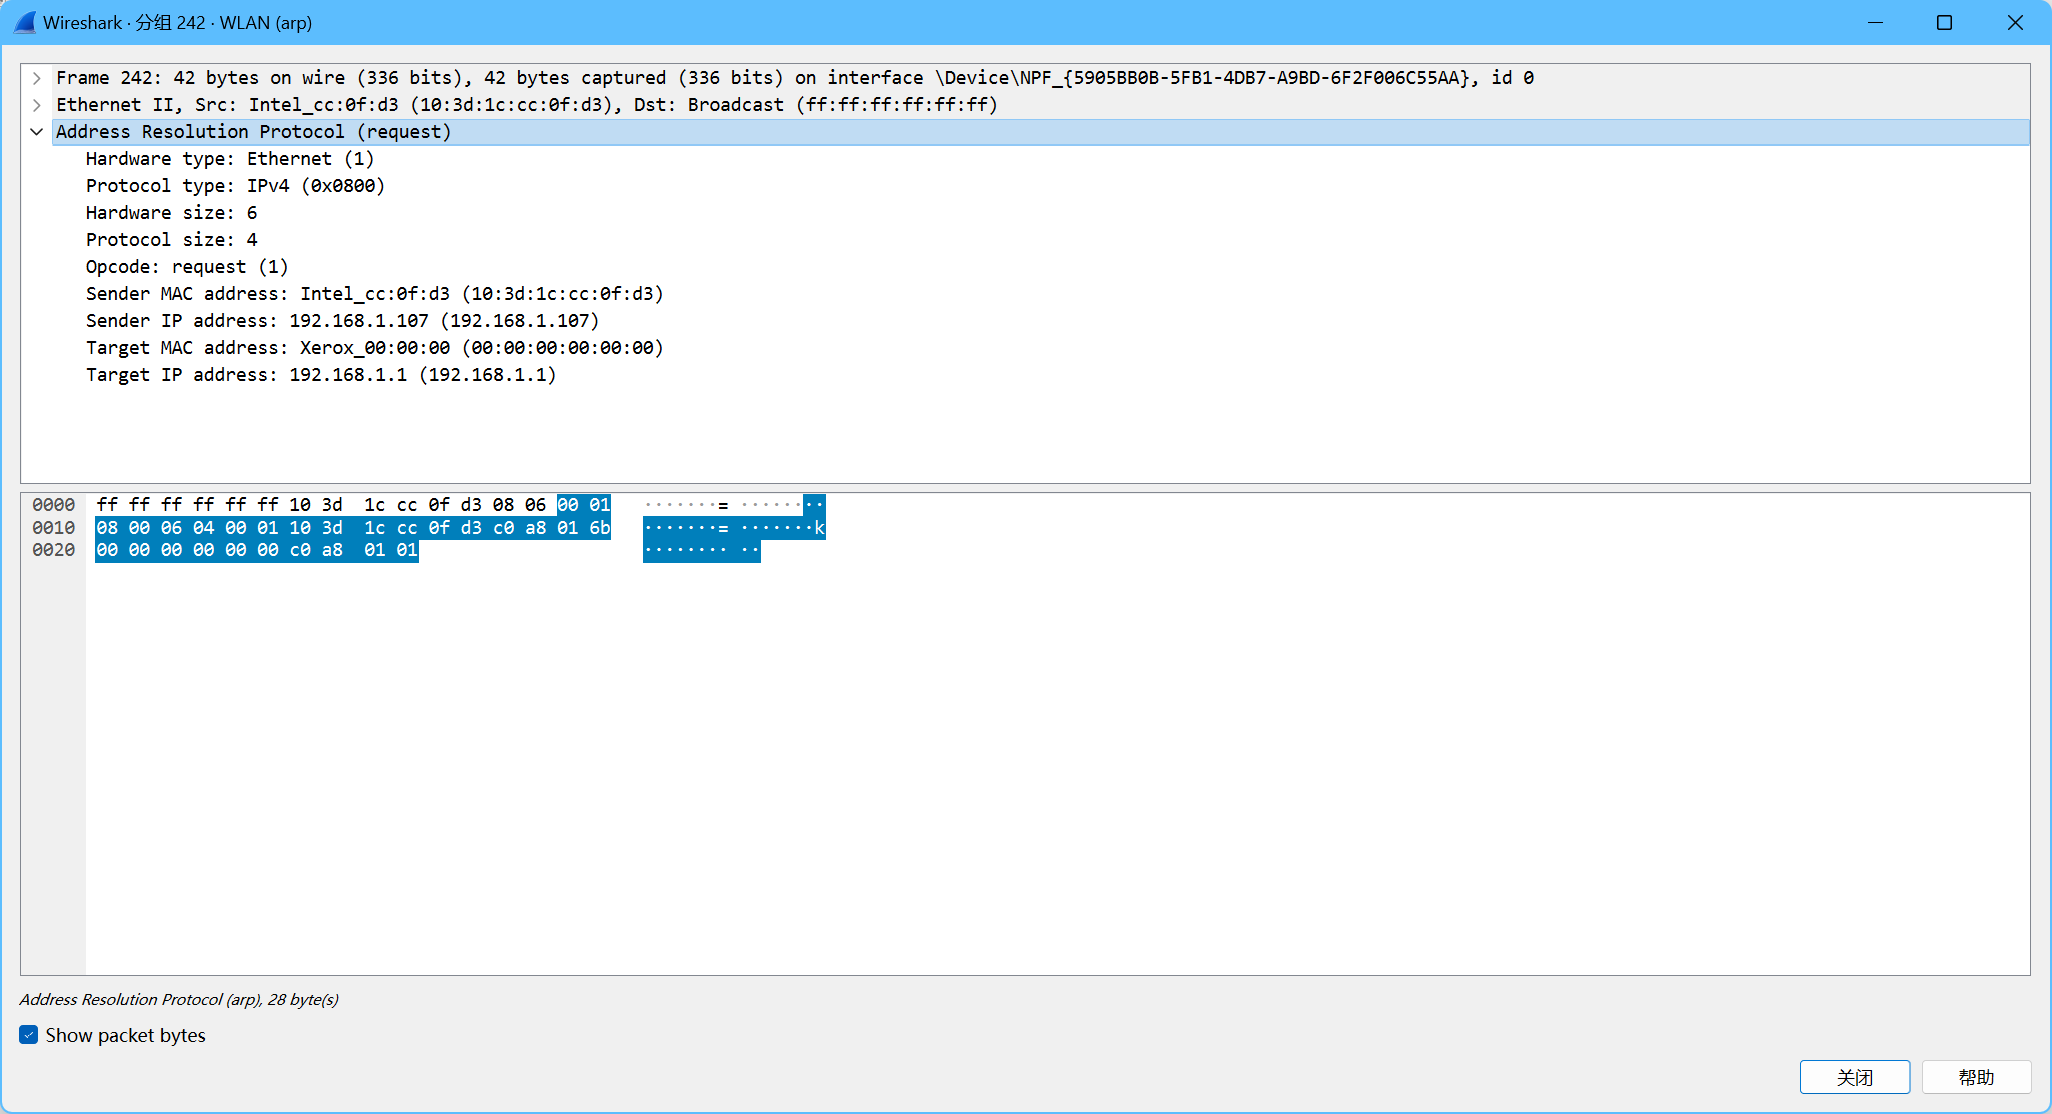 Wireshark · 分组 242 · WLAN (arp)
Frame 242: 42 bytes on wire (336 bits), 42 bytes captured (336 bits) on interface \Device\NPF_{5905BB0B-5FB1-4DB7-A9BD-6F2F006C55AA}, id 0
Ethernet II, Src: Intel_cc:0f:d3 (10:3d:1c:cc:0f:d3), Dst: Broadcast (ff:ff:ff:ff:ff:ff)
Address Resolution Protocol (request)
Hardware type: Ethernet (1)
Protocol type: IPv4 (0x0800)
Hardware size: 6
Protocol size: 4
Opcode: request (1)
Sender MAC address: Intel_cc:0f:d3 (10:3d:1c:cc:0f:d3)
Sender IP address: 192.168.1.107 (192.168.1.107)
Target MAC address: Xerox_00:00:00 (00:00:00:00:00:00)
Target IP address: 192.168.1.1 (192.168.1.1)
0000 ff ff ff ff ff ff 10 3d 1c cc 0f d3 08 06 00 01 ·······= ········
0010 08 00 06 04 00 01 10 3d 1c cc 0f d3 c0 a8 01 6b ·······= ·······k
0020 00 00 00 00 00 00 c0 a8 01 01 ········ ··
Address Resolution Protocol (arp), 28 byte(s)
Show packet bytes
关闭 帮助